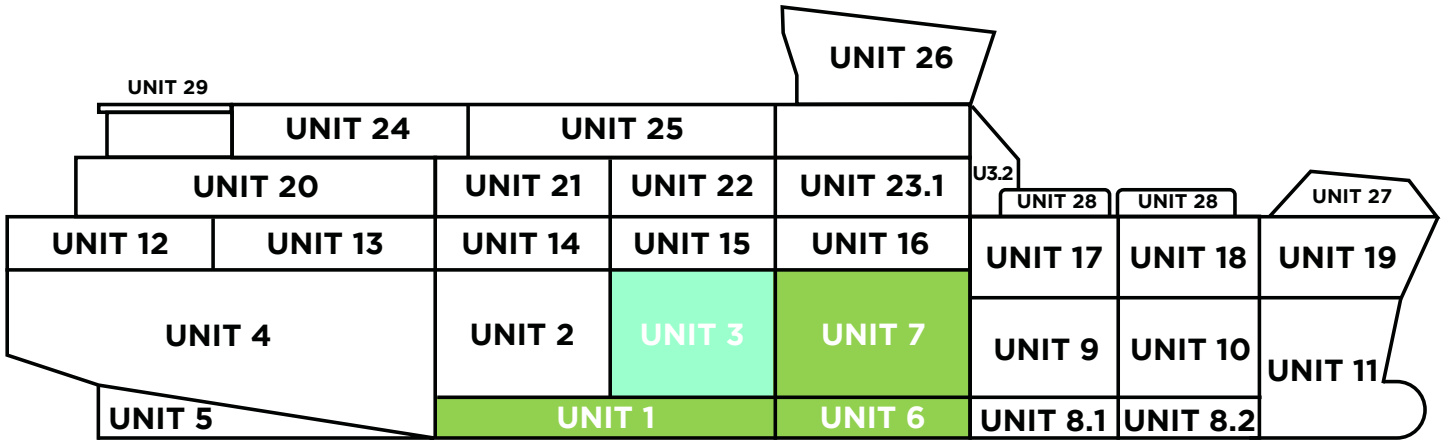 UNIT 26
UNIT 29
UNIT 24
UNIT 25
UNIT 20
UNIT 21
UNIT 22
UNIT 23.1
U3.2
UNIT 28
UNIT 28
UNIT 27
UNIT 12
UNIT 13
UNIT 14
UNIT 15
UNIT 16
UNIT 17
UNIT 18
UNIT 19
UNIT 4
UNIT 2
UNIT 3
UNIT 7
UNIT 9
UNIT 10
UNIT 11
UNIT 5
UNIT 1
UNIT 6
UNIT 8.1
UNIT 8.2